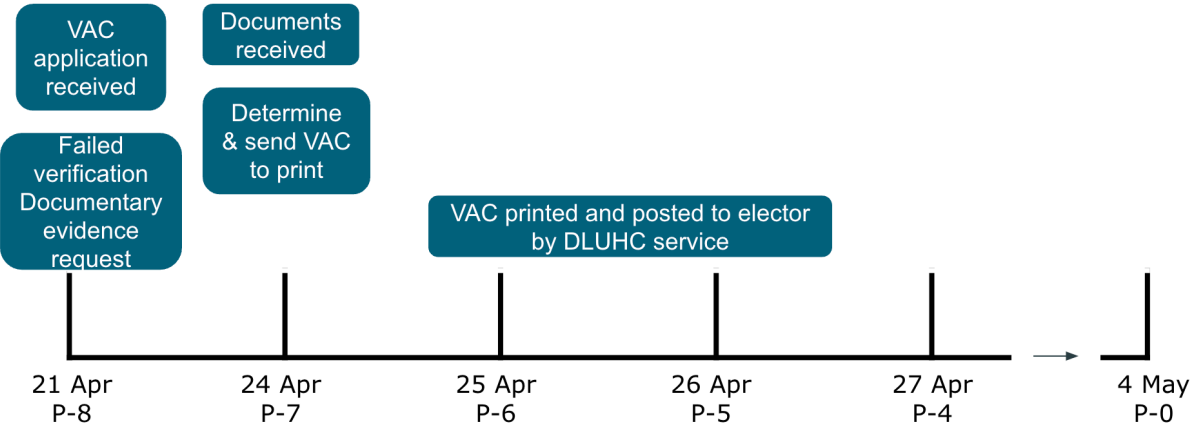 VAC
application
received
Failed
verification
Documentary
evidence
request
Documents
received
Determine
& send VAC
to print
VAC printed and posted to elector
by DLUHC service
21 Apr
P-8
24 Apr
P-7
25 Apr
P-6
26 Apr
P-5
27 Apr
P-4
4 May
P-0